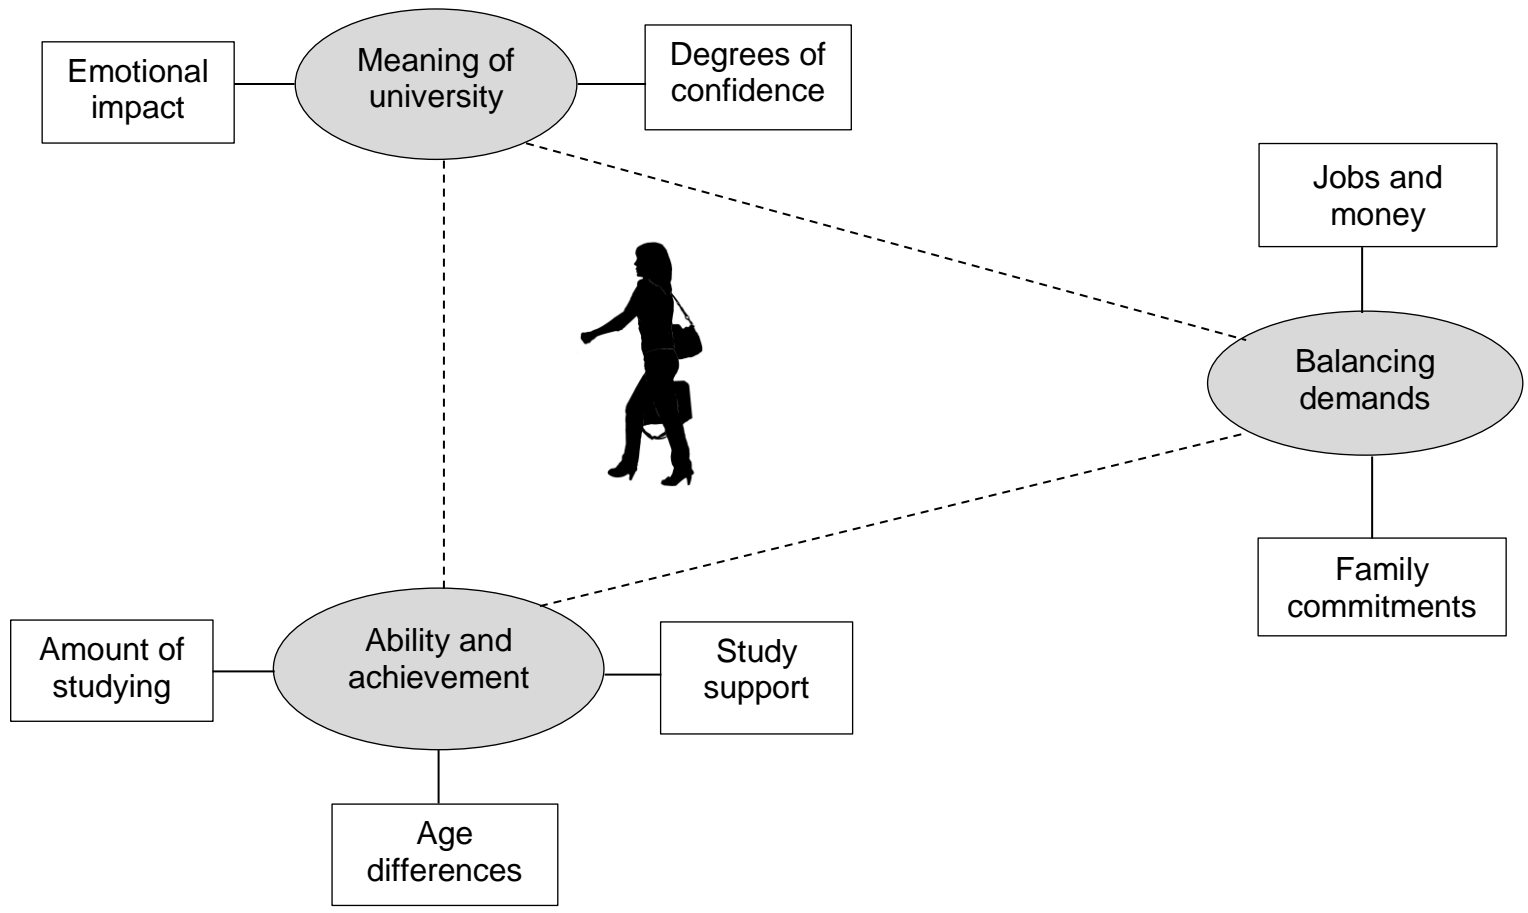 Emotional
impact
Meaning of
university
Degrees of
confidence
Jobs and
money
Balancing
demands
Family
commitments
Amount of
studying
Ability and
achievement
Study
support
Age
differences